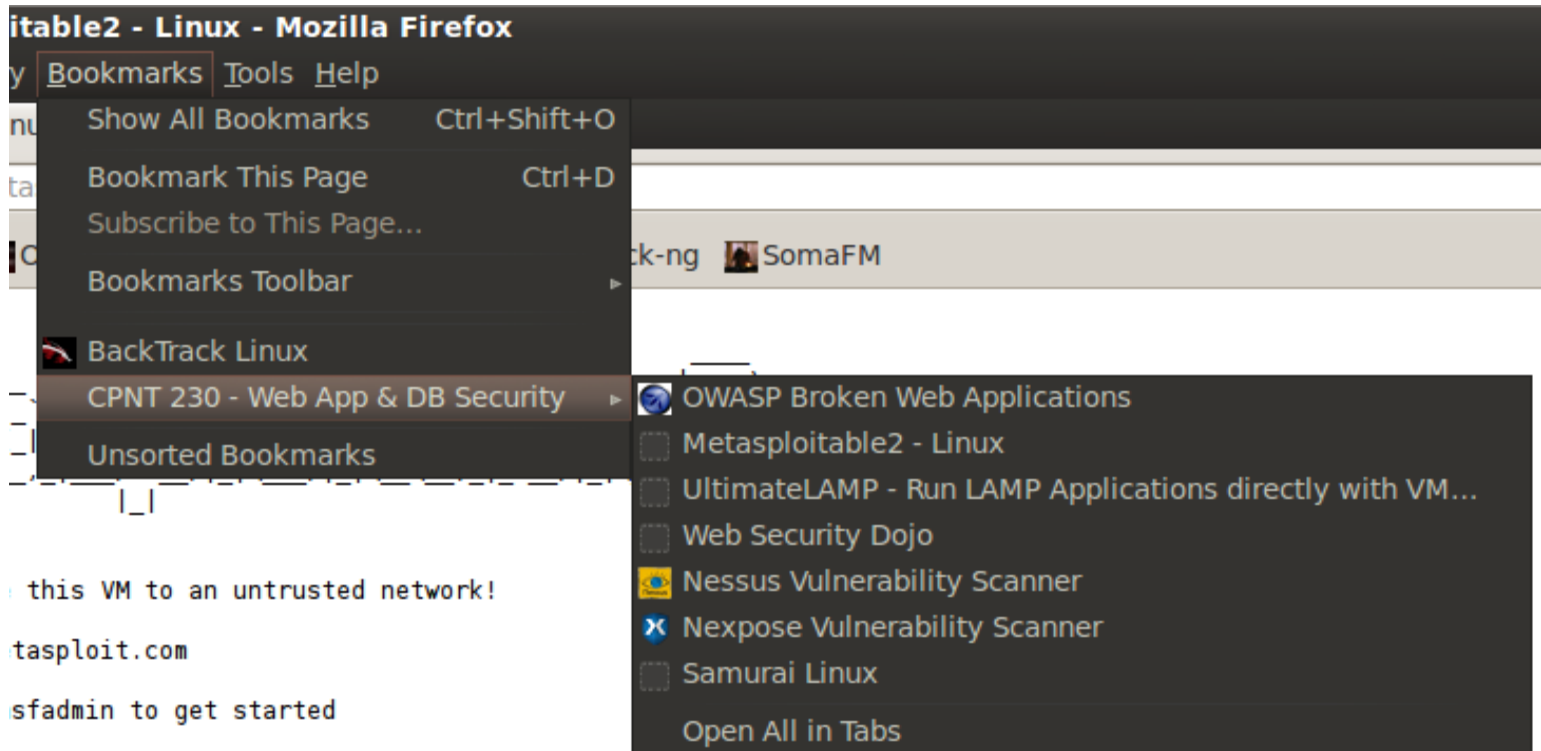 itable2 - Linux - Mozilla Firefox
y Bookmarks Tools Help
Show All Bookmarks Ctrl+Shift+O
Bookmark This Page Ctrl+D
Subscribe to This Page...
ck-ng SomaFM
Bookmarks Toolbar
BackTrack Linux
CPNT 230 - Web App & DB Security
Unsorted Bookmarks
OWASP Broken Web Applications
Metasploitable2 - Linux
UltimateLAMP - Run LAMP Applications directly with VM...
Web Security Dojo
Nessus Vulnerability Scanner
Nexpose Vulnerability Scanner
Samurai Linux
Open All in Tabs
this VM to an untrusted network!
tasploit.com
sfadmin to get started